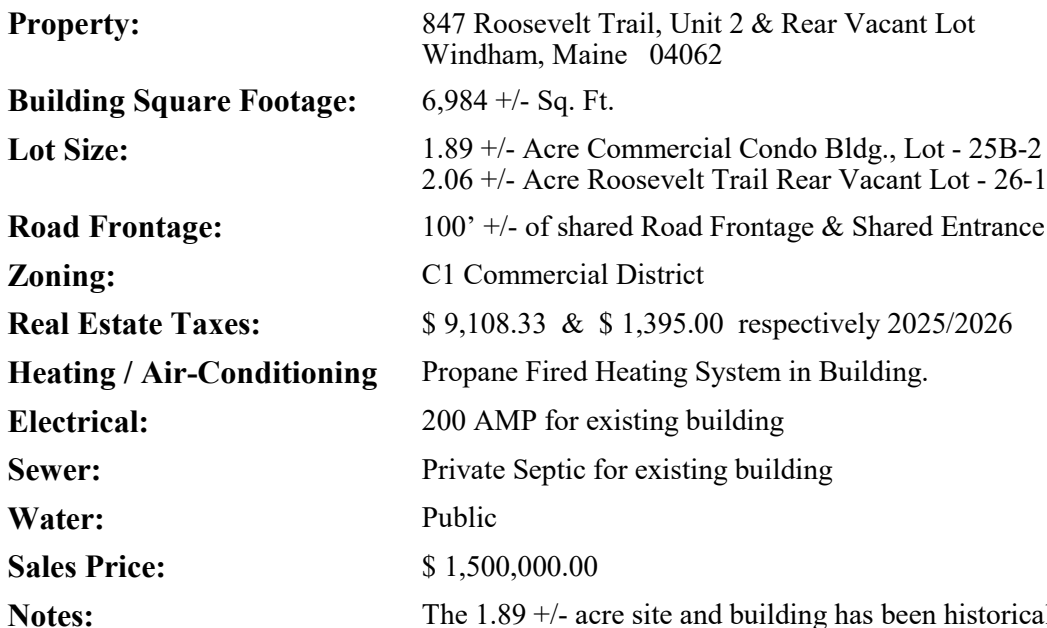 Property: 847 Roosevelt Trail, Unit 2 & Rear Vacant Lot
Windham, Maine 04062
Building Square Footage: 6,984 +/- Sq. Ft.
Lot Size: 1.89 +/- Acre Commercial Condo Bldg., Lot - 25B-2
2.06 +/- Acre Roosevelt Trail Rear Vacant Lot - 26-1
Road Frontage: 100’ +/- of shared Road Frontage & Shared Entrance
Zoning: C1 Commercial District
Real Estate Taxes: $ 9,108.33 & $ 1,395.00 respectively 2025/2026
Heating / Air-Conditioning Propane Fired Heating System in Building.
Electrical: 200 AMP for existing building
Sewer: Private Septic for existing building
Water: Public
Sales Price: $ 1,500,000.00
Notes: The 1.89 +/- acre site and building has been